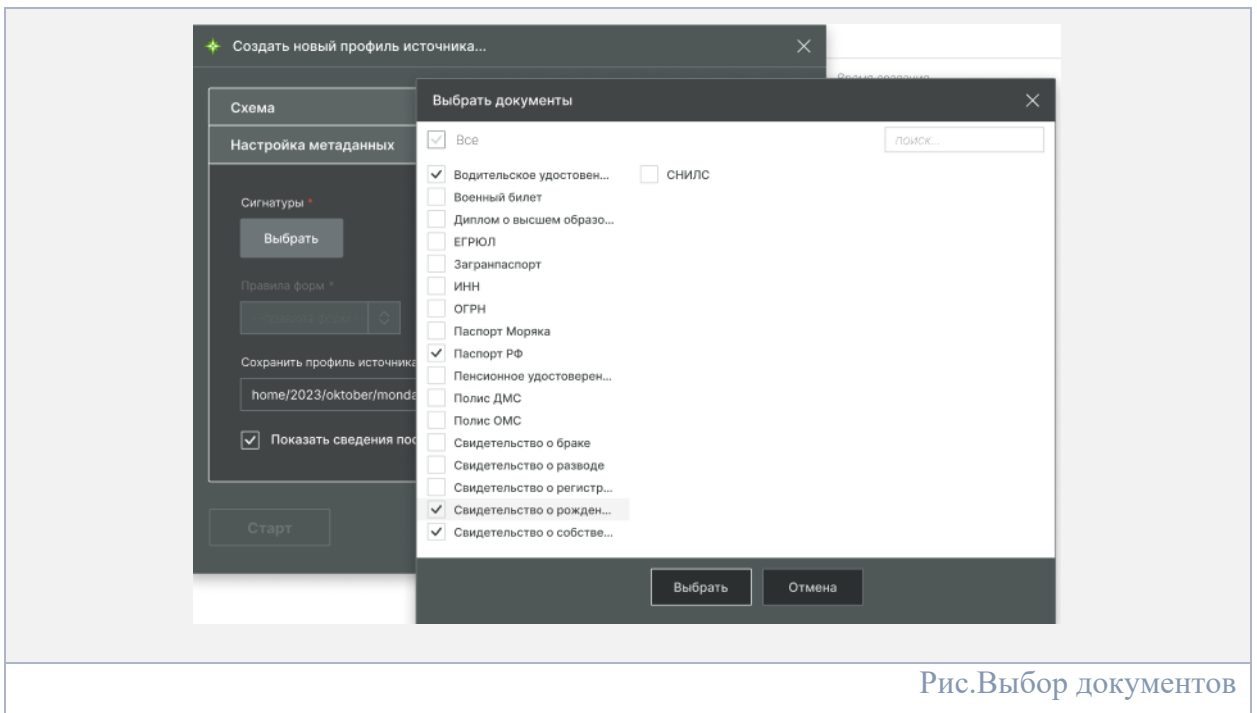 Создать новый профиль источника...
Время создания
Схема
Настройка метаданных
Сигнатуры *
Выбрать
Правила форм *
правила форм
Сохранить профиль источника
home/2023/oktober/monda
Показать сведения пос
Старт
Выбрать документы
Все
поиск...
Водительское удостовен...
СНИЛС
Военный билет
Диплом о высшем образо...
ЕГРЮЛ
Загранпаспорт
ИНН
ОГРН
Паспорт Моряка
Паспорт РФ
Пенсионное удостоверен...
Полис ДМС
Полис ОМС
Свидетельство о браке
Свидетельство о разводе
Свидетельство о регистр...
Свидетельство о рожден...
Свидетельство о собстве...
Выбрать
Отмена
Рис.Выбор документов